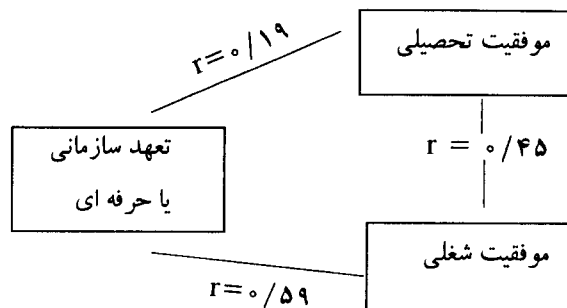 موفقیت تحصیلی
r=۰/۱۹
تعهد سازمانی
یا حرفه ای
r = ۰/۴۵
موفقیت شغلی
r=۰/۵۹